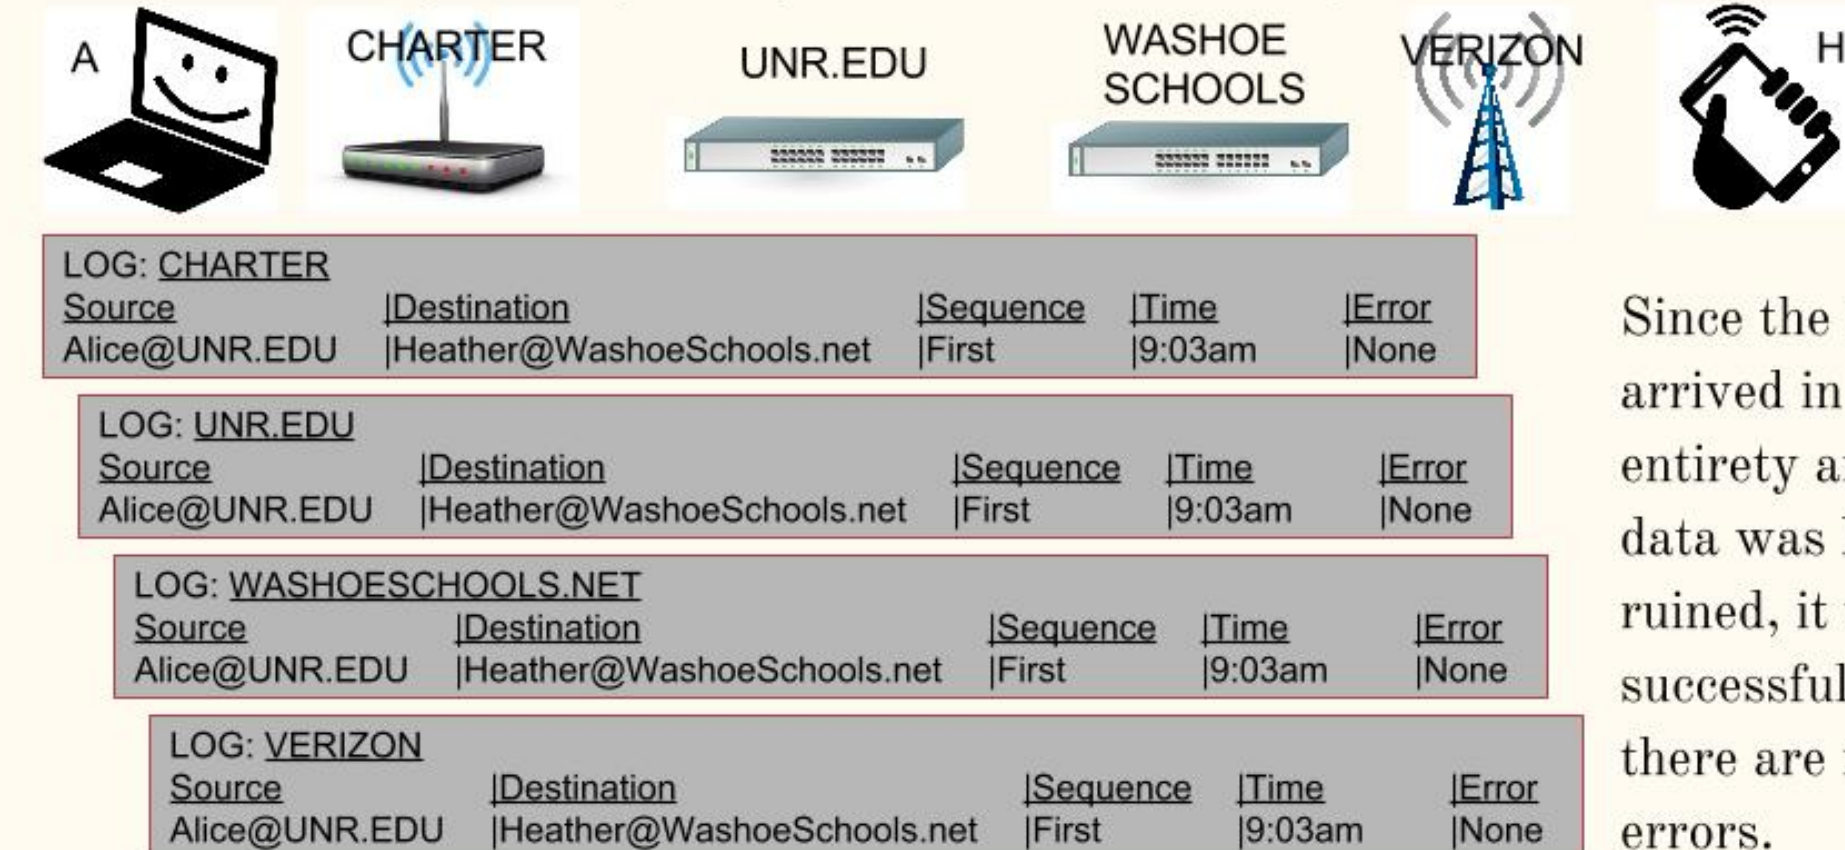 A
CHARTER
UNR.EDU
WASHOE
SCHOOLS
VERIZON
H
LOG: CHARTER
Source |Destination |Sequence |Time |Error
Alice@UNR.EDU |Heather@WashoeSchools.net |First |9:03am |None
LOG: UNR.EDU
Source |Destination |Sequence |Time |Error
Alice@UNR.EDU |Heather@WashoeSchools.net |First |9:03am |None
LOG: WASHOESCHOOLS.NET
Source |Destination |Sequence |Time |Error
Alice@UNR.EDU |Heather@WashoeSchools.net |First |9:03am |None
LOG: VERIZON
Source |Destination |Sequence |Time |Error
Alice@UNR.EDU |Heather@WashoeSchools.net |First |9:03am |None
Since the
arrived in
entirety
data was
ruined, it
successful
there are
errors.